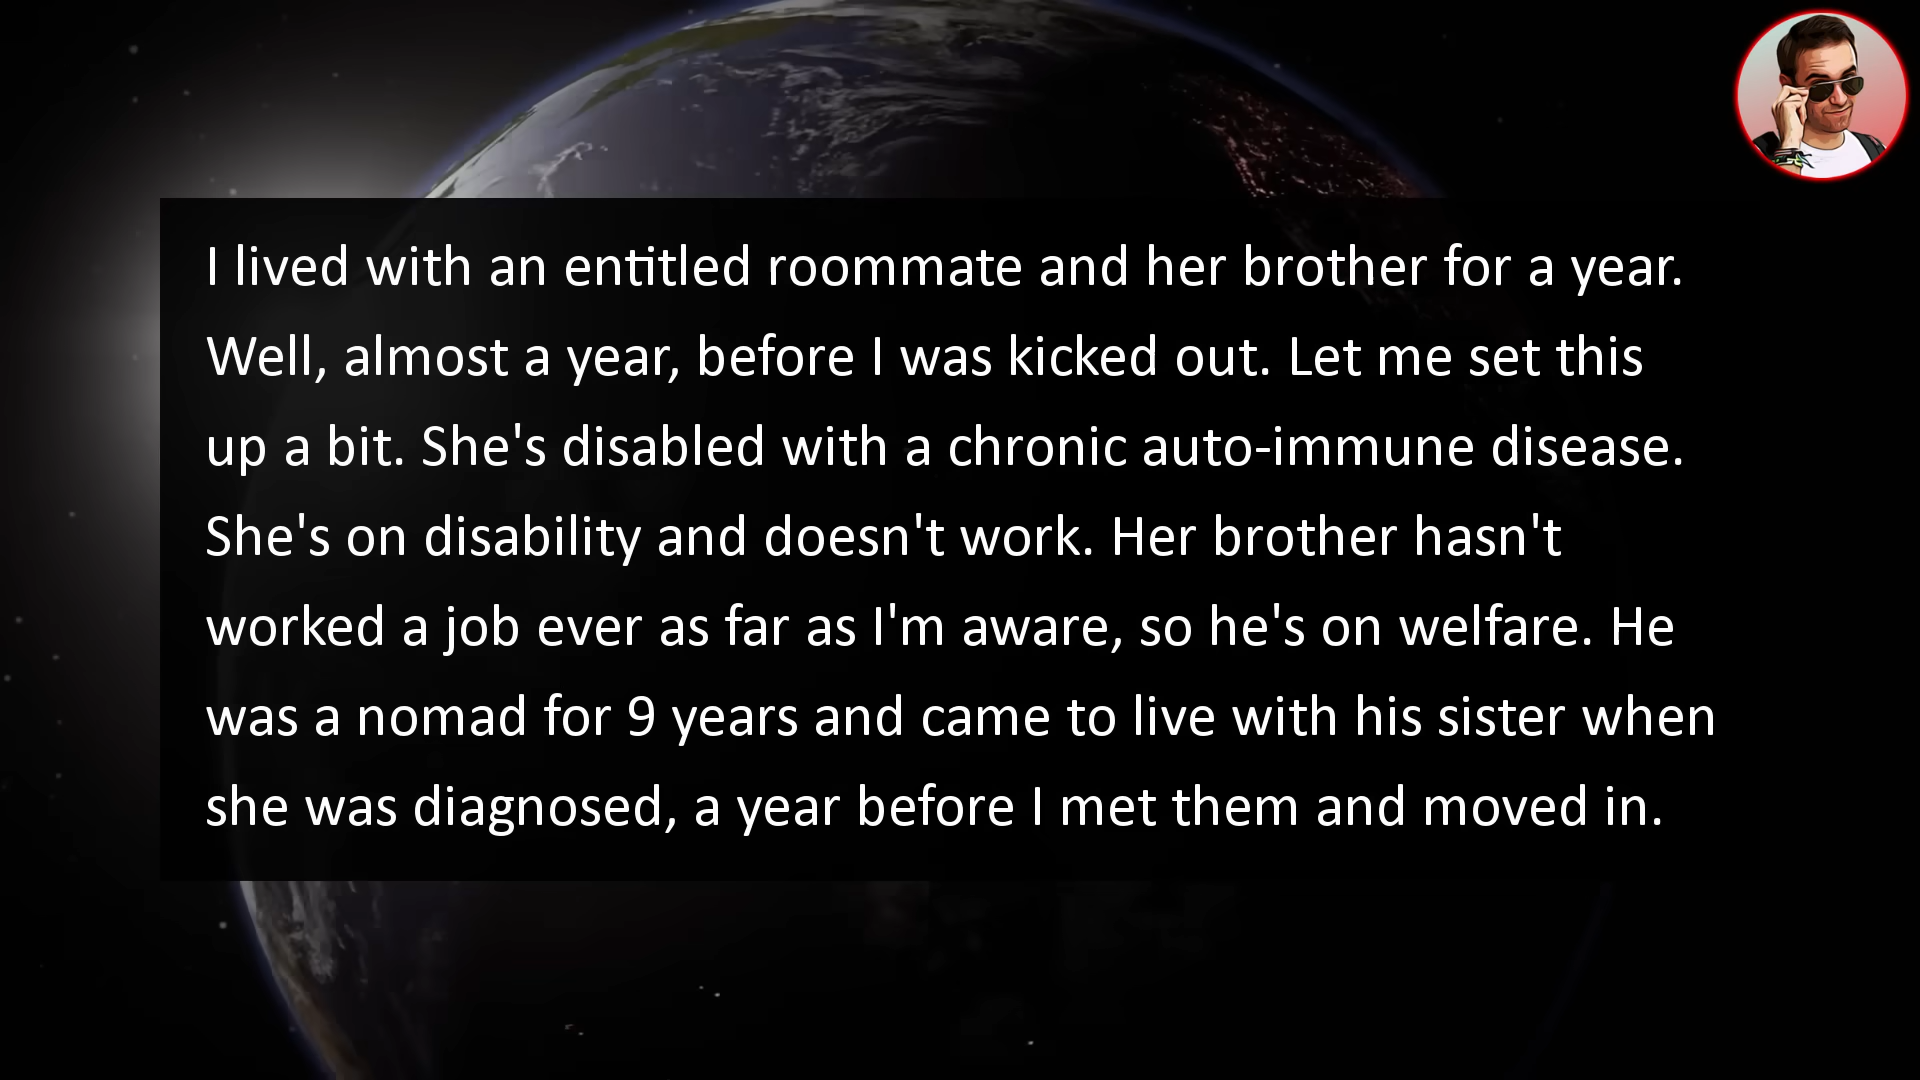 I lived with an entitled roommate and her brother for a year.
Well, almost a year, before I was kicked out. Let me set this
up a bit. She's disabled with a chronic auto-immune disease.
She's on disability and doesn't work. Her brother hasn't
worked a job ever as far as I'm aware, so he's on welfare. He
was a nomad for 9 years and came to live with his sister when
she was diagnosed, a year before I met them and moved in.